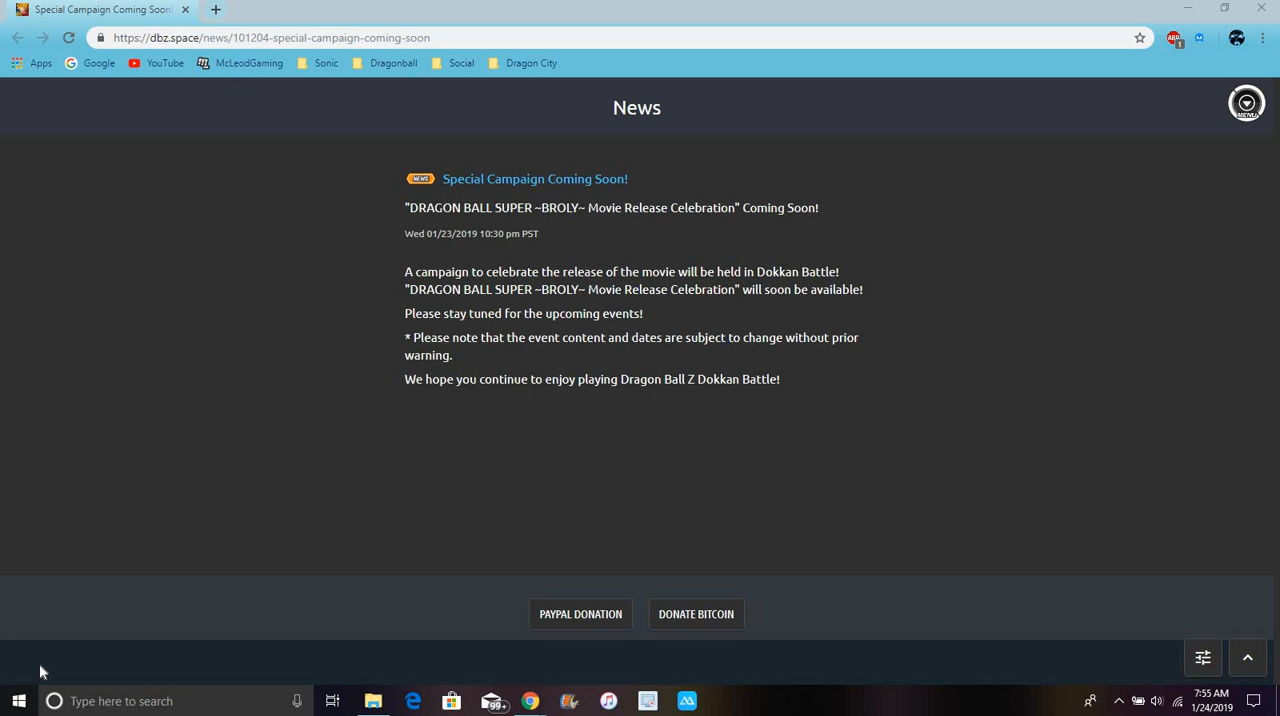 Special Campaign Coming Soon!
https://dbz.space/news/101204-special-campaign-coming-soon
ABP
1
Apps
Google
YouTube
McLeodGaming
Sonic
Dragonball
Social
Dragon City
News
MENU
NEWS Special Campaign Coming Soon!
"DRAGON BALL SUPER ~BROLY~ Movie Release Celebration" Coming Soon!
Wed 01/23/2019 10:30 pm PST
A campaign to celebrate the release of the movie will be held in Dokkan Battle!
"DRAGON BALL SUPER ~BROLY~ Movie Release Celebration" will soon be available!
Please stay tuned for the upcoming events!
* Please note that the event content and dates are subject to change without prior
warning.
We hope you continue to enjoy playing Dragon Ball Z Dokkan Battle!
PAYPAL DONATION
DONATE BITCOIN
Type here to search
99+
7:55 AM
1/24/2019